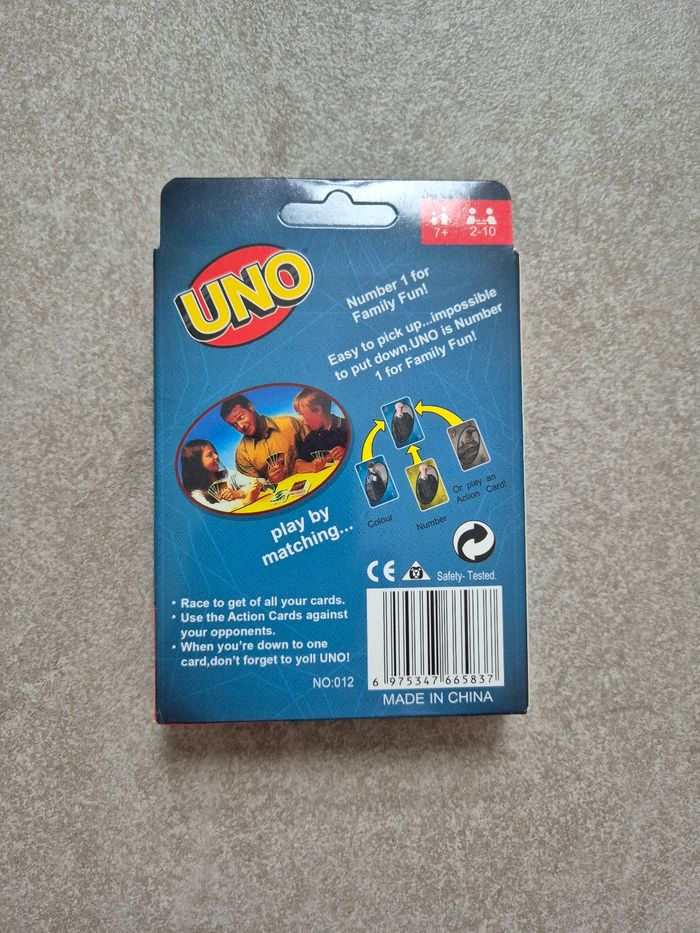 7+ 2-10
UNO
Number 1 for
Family Fun!
Easy to pick up...impossible
to put down.UNO is Number
1 for Family Fun!
play by
matching...
Colour
Number
Or play an
Action Card!
CE
Safety- Tested.
• Race to get of all your cards.
• Use the Action Cards against
your opponents.
• When you're down to one
card,don't forget to yoll UNO!
NO:012
6 975347 665837
MADE IN CHINA